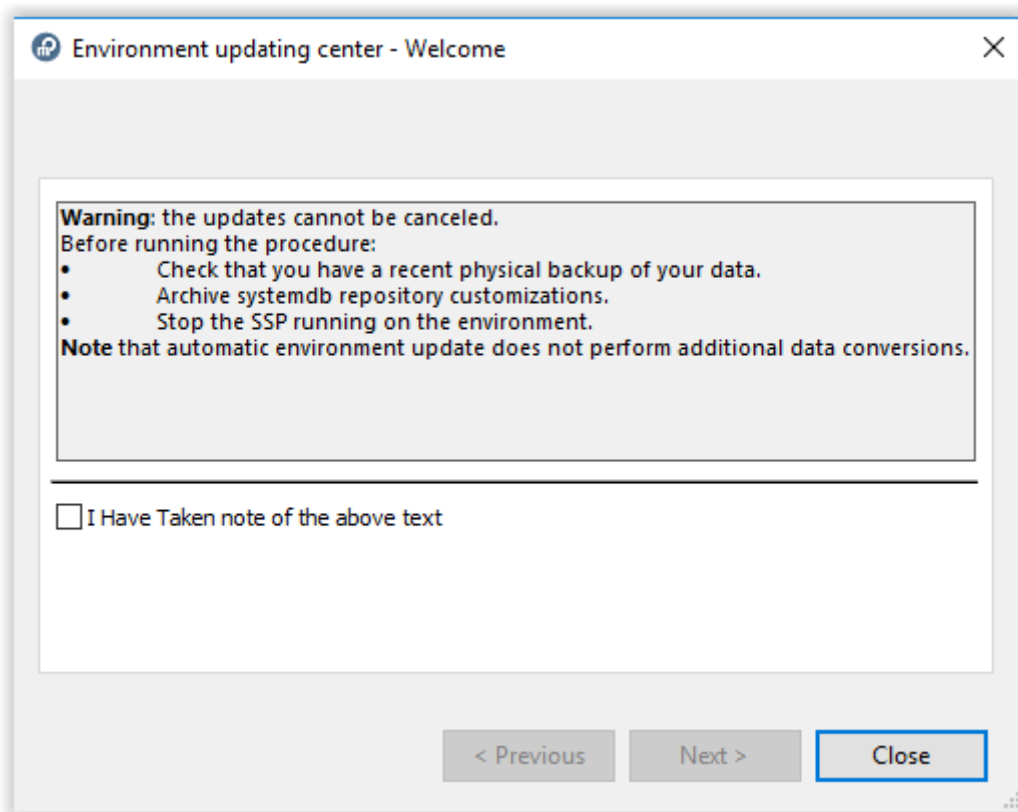 Environment updating center - Welcome
Warning: the updates cannot be canceled.
Before running the procedure:
• Check that you have a recent physical backup of your data.
• Archive systemdb repository customizations.
• Stop the SSP running on the environment.
Note that automatic environment update does not perform additional data conversions.
I Have Taken note of the above text
< Previous Next > Close